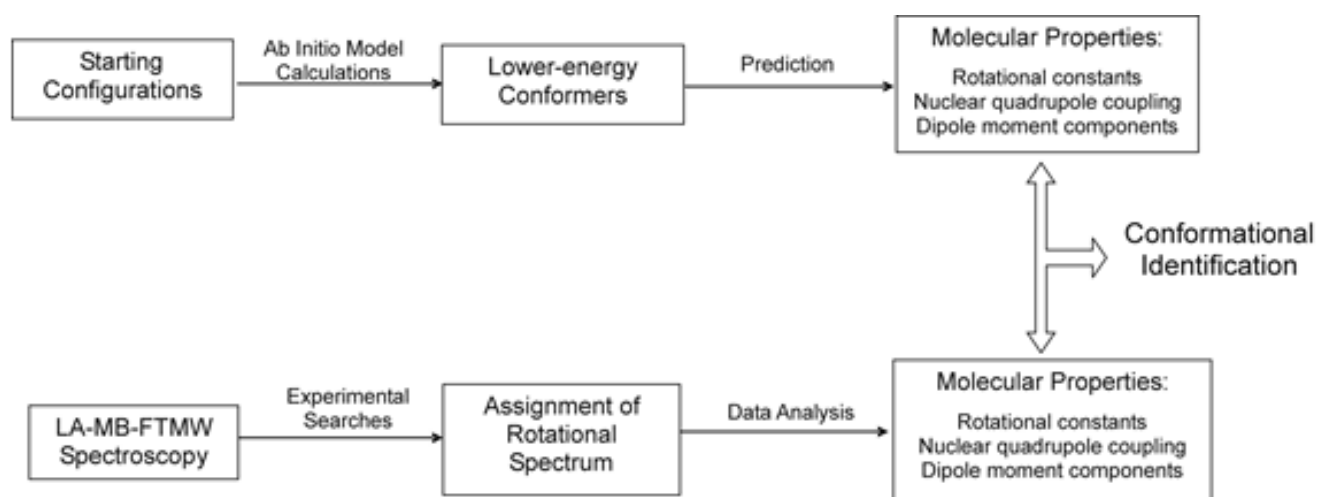 Starting
Configurations
Ab Initio Model
Calculations
Lower-energy
Conformers
Prediction
Molecular Properties:
Rotational constants
Nuclear quadrupole coupling
Dipole moment components
Conformational
Identification
LA-MB-FTMW
Spectroscopy
Experimental
Searches
Assignment of
Rotational
Spectrum
Data Analysis
Molecular Properties:
Rotational constants
Nuclear quadrupole coupling
Dipole moment components